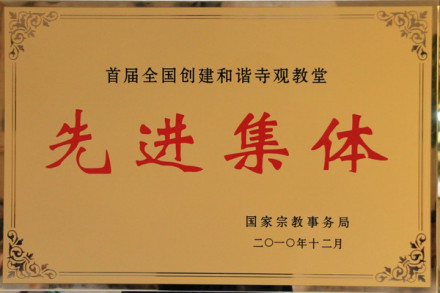 首届全国创建和谐寺观教堂
先进集体
国家宗教事务局
二〇一〇年十二月